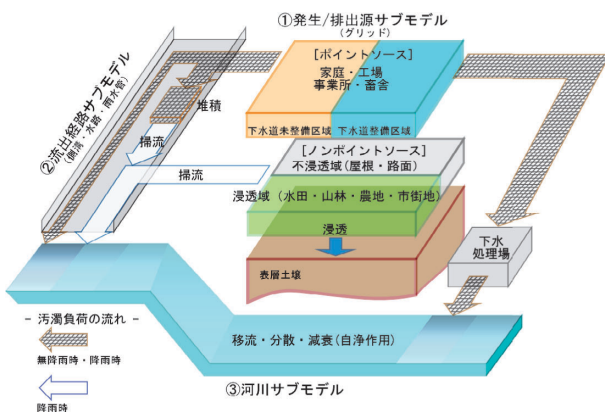 ①発生/排出源サブモデル
(グリッド)
[ポイントソース]
家庭・工場
事業所・畜舎
下水道未整備区域
下水道整備区域
②流出経路サブモデル
(側溝・水路・雨水管)
堆積
掃流
掃流
[ノンポイントソース]
不浸透域(屋根・路面)
浸透域(水田・山林・農地・市街地)
浸透
表層土壌
下水
処理場
- 汚濁負荷の流れ -
無降雨時・降雨時
降雨時
移流・分散・減衰(自浄作用)
③河川サブモデル